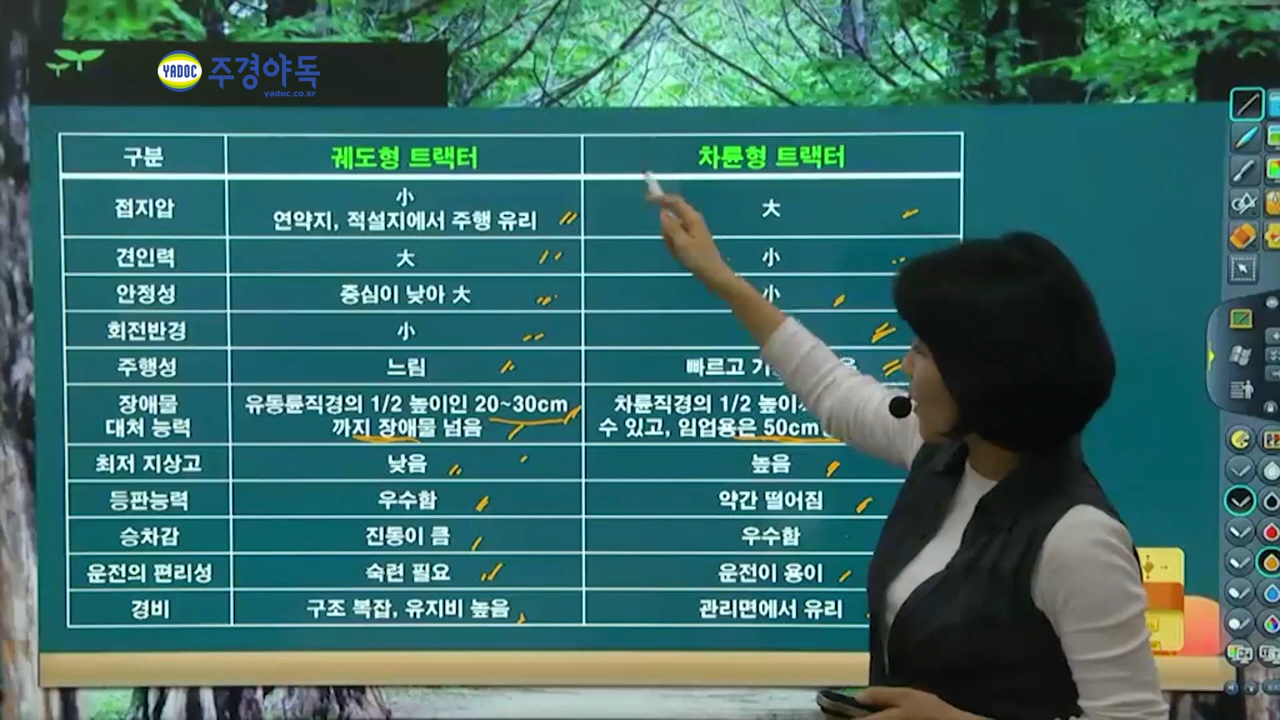 YADOC 주경야독
yadoc.co.kr
구분 궤도형 트랙터 차륜형 트랙터
접지압 小 大
연약지, 적설지에서 주행 유리
견인력 大 小
안정성 중심이 낮아 大 小
회전반경 小
주행성 느림 빠르고
장애물 유동륜직경의 1/2 높이인 20~30cm 차륜직경의 1/2
대처 능력 까지 장애물 넘음 수 있고, 임업용은 50cm
최저 지상고 낮음 높음
등판능력 우수함 약간 떨어짐
승차감 진동이 큼 우수함
운전의 편리성 숙련 필요 운전이 용이
경비 구조 복잡, 유지비 높음 관리면에서 유리